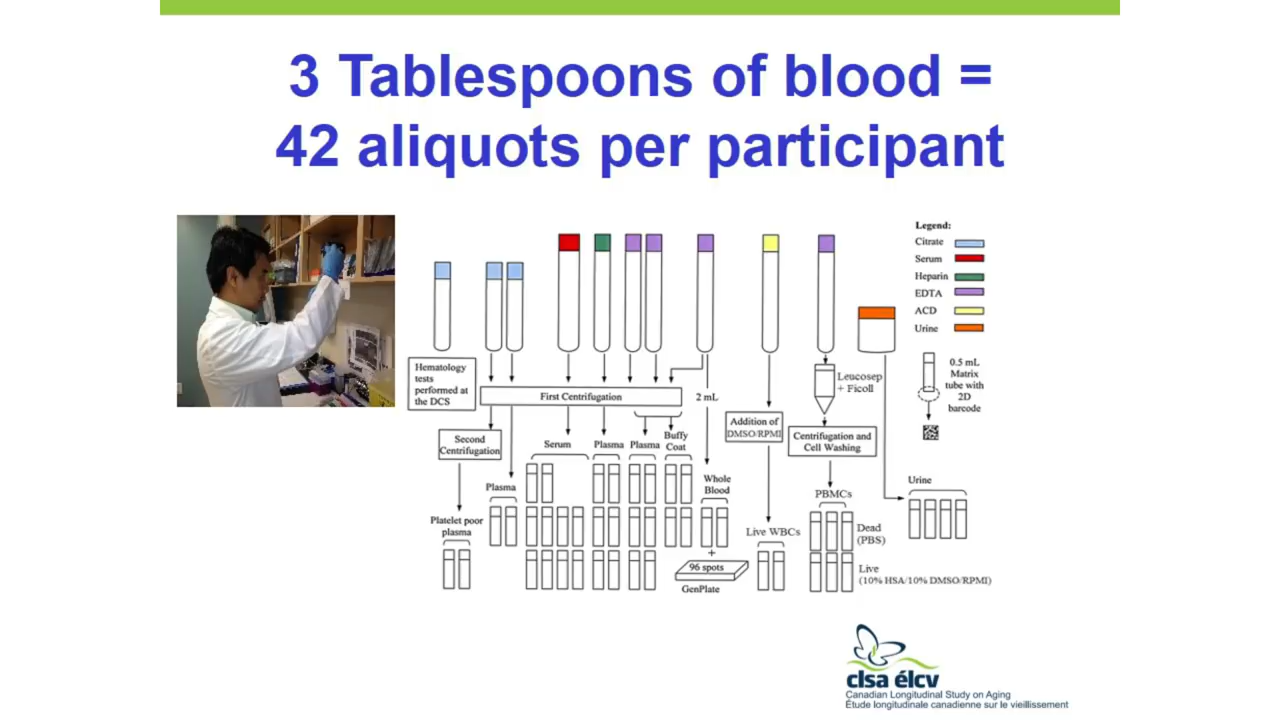 3 Tablespoons of blood =
42 aliquots per participant
Legend:
Citrate
Serum
Heparin
EDTA
ACD
Urine
0.5 mL
Matrix
tube with
2D
barcode
Hematology
tests
performed at
the DCS
First Centrifugation
2 mL
Leucosep
+ Ficoll
Second
Centrifugation
Serum
Plasma
Plasma
Buffy
Coat
Addition of
DMSO/RPMI
Centrifugation and
Cell Washing
Plasma
Whole
Blood
PBMCs
Urine
Platelet poor
plasma
Live WBCs
Dead
(PBS)
+
96 spots
GenPlate
Live
(10% HSA/10% DMSO/RPMI)
clsa élcv
Canadian Longitudinal Study on Aging
Étude longitudinale canadienne sur le vieillissement